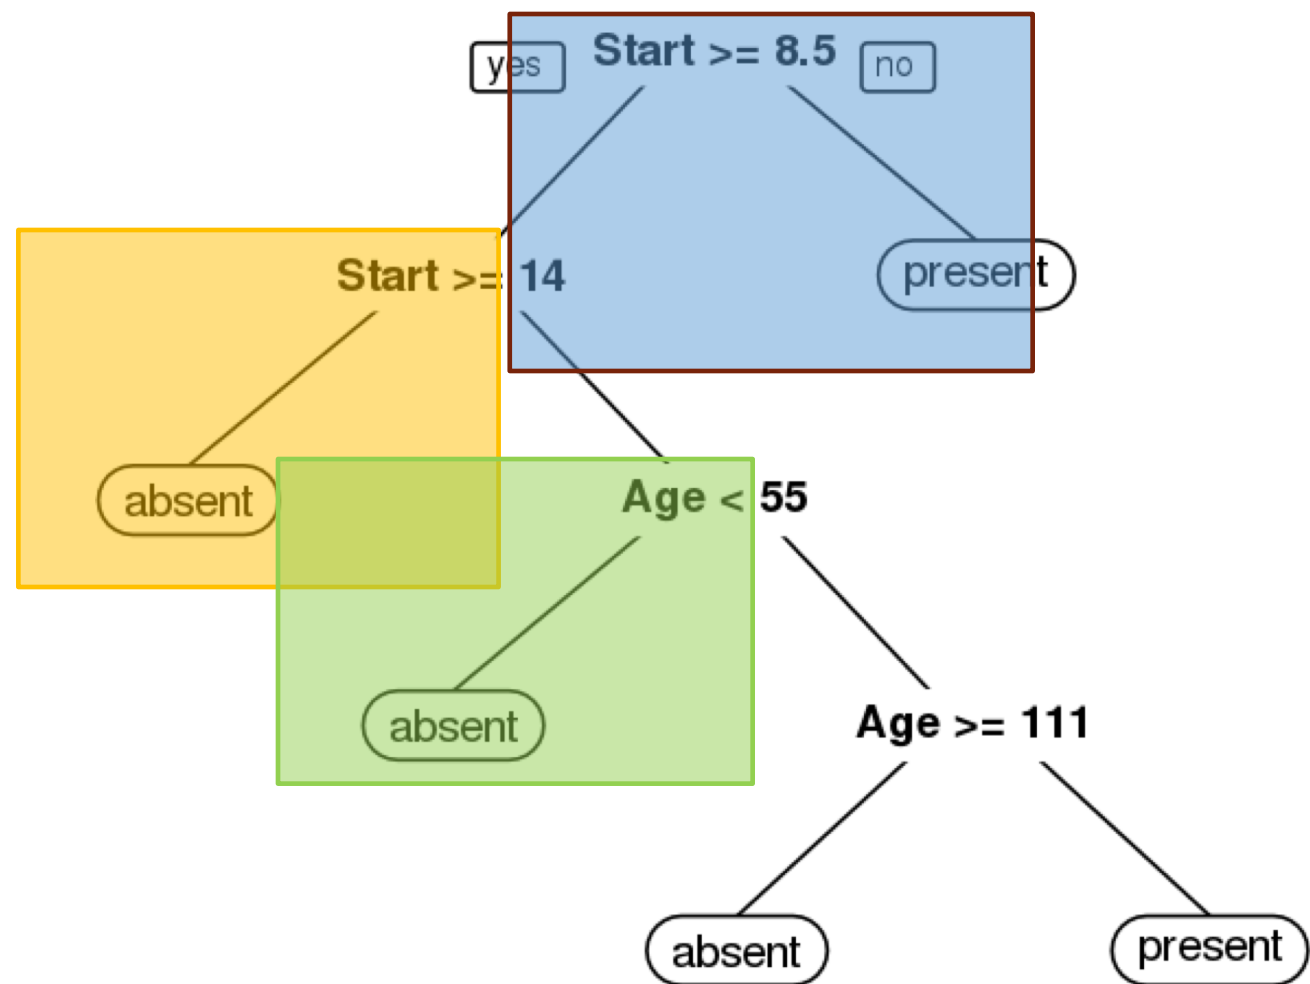 yes Start >= 8.5 no
Start >= 14 present
absent Age < 55
absent Age >= 111
absent present